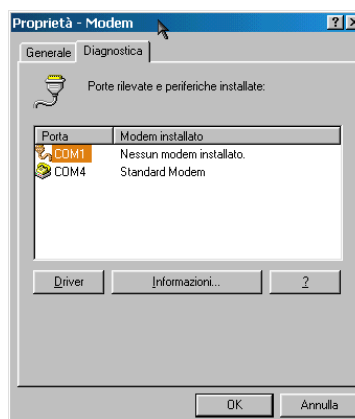 Proprietà - Modem
Generale Diagnostica
Porte rilevate e periferiche installate:
Porta Modem installato
COM1 Nessun modem installato.
COM4 Standard Modem
Driver Informazioni... ?
OK Annulla